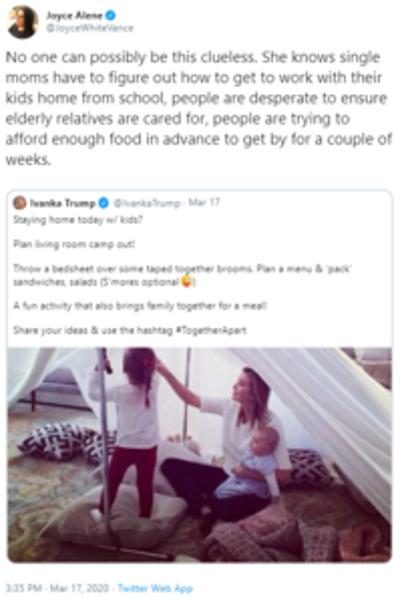 Joyce Alene
@JoyceWhiteVance
No one can possibly be this clueless. She knows single
moms have to figure out how to get to work with their
kids home from school, people are desperate to ensure
elderly relatives are cared for, people are trying to
afford enough food in advance to get by for a couple of
weeks.
Ivanka Trump @IvankaTrump · Mar 17
Staying home today w/ kids?
Plan living room camp out!
Throw a bedsheet over some taped together brooms. Plan a menu & 'pack'
sandwiches, salads (S'mores optional 😋)
A fun activity that also brings family together for a meal!
Share your ideas & use the hashtag #TogetherApart
3:35 PM · Mar 17, 2020 · Twitter Web App